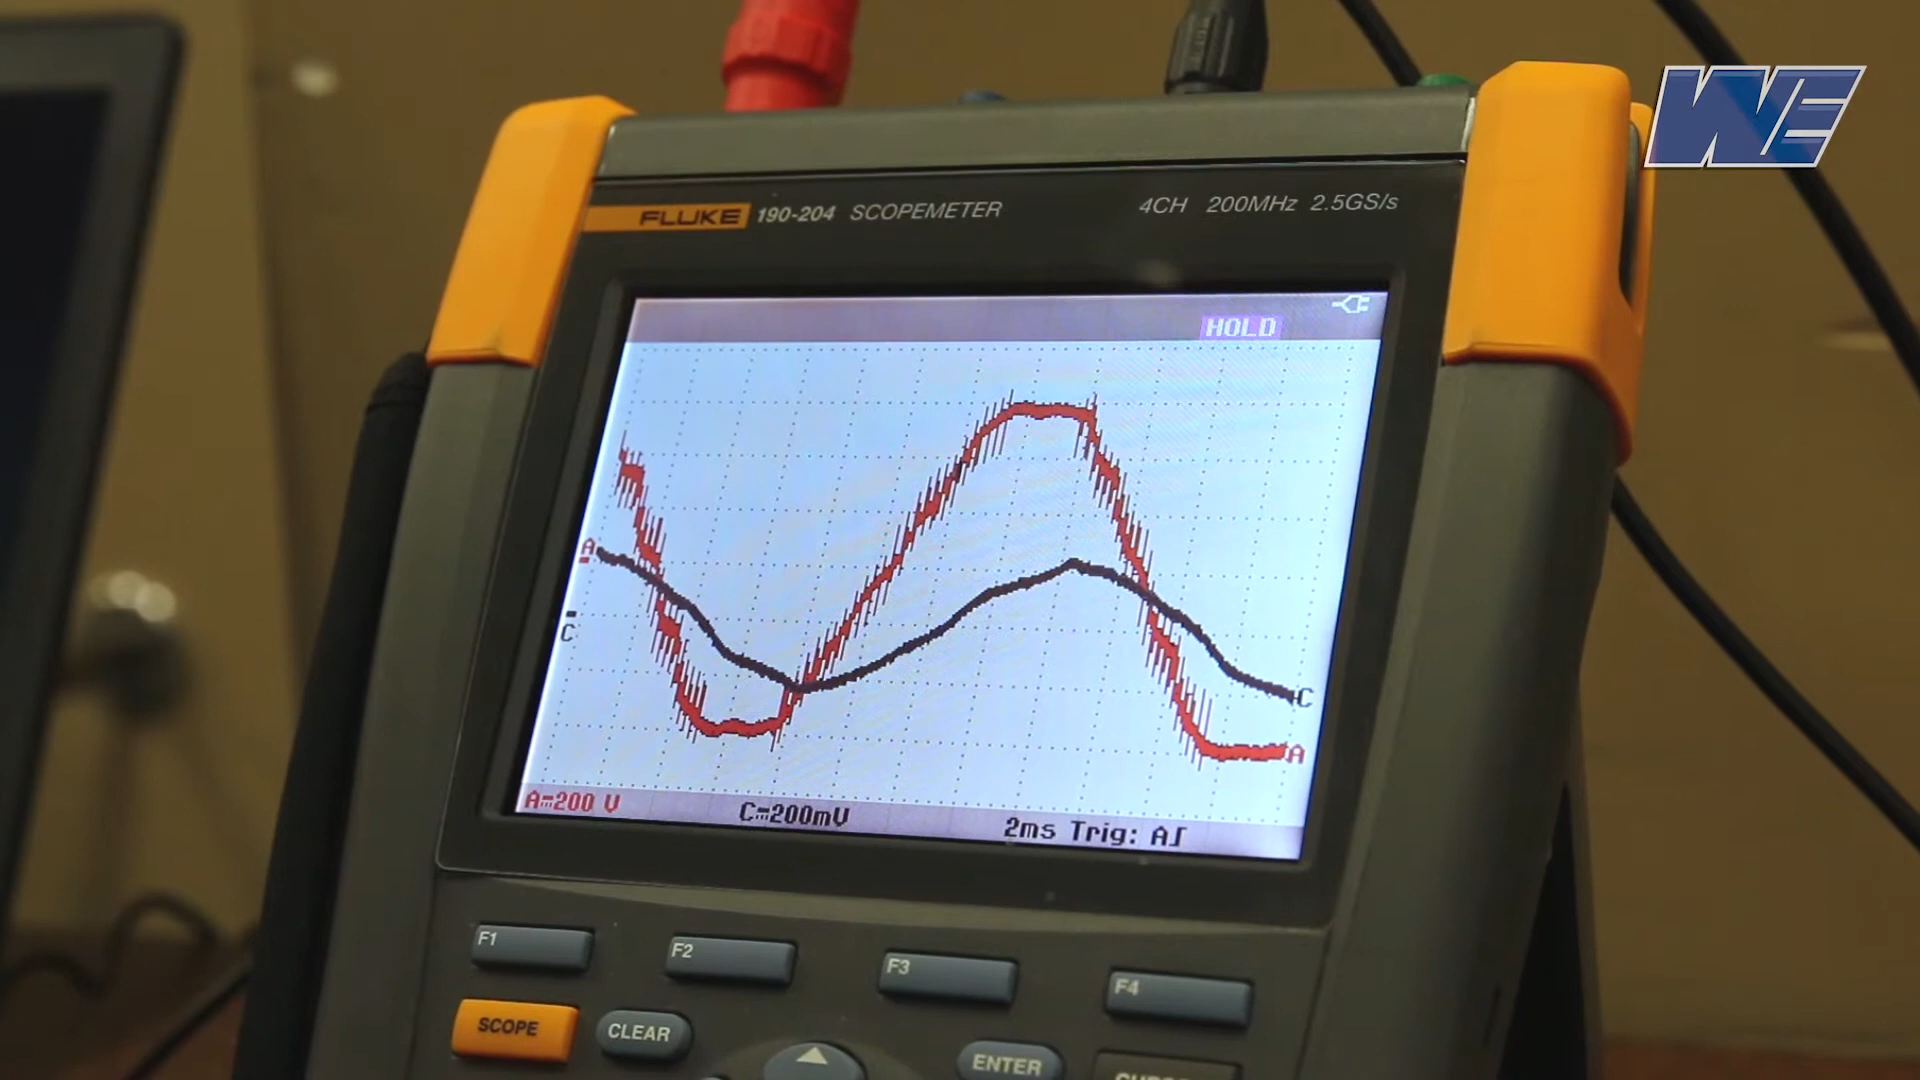 WE
FLUKE 190-204 SCOPEMETER 4CH 200MHz 2.5GS/s
HOLD
A
C
C
A
A=200 V C=200mV 2ms Trig: A
F1 F2 F3 F4
SCOPE CLEAR ENTER